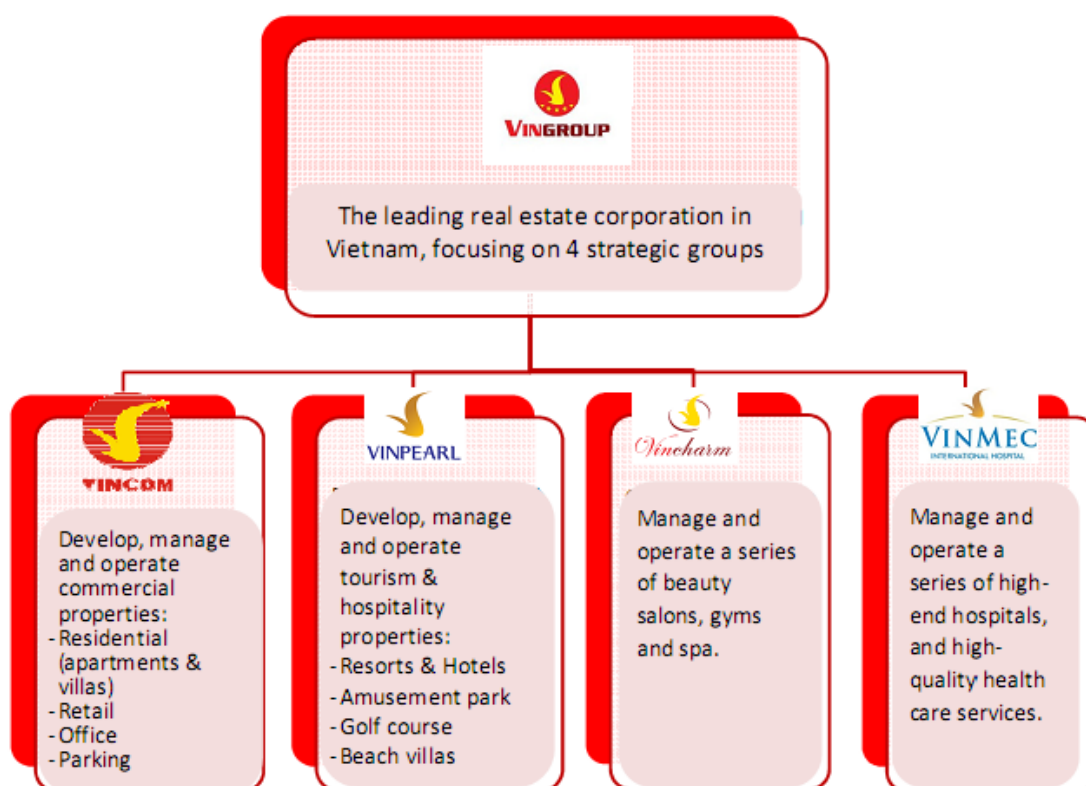 VINGROUP
The leading real estate corporation in
Vietnam, focusing on 4 strategic groups
VINCOM
Develop, manage
and operate
commercial
properties:
- Residential
(apartments &
villas)
- Retail
- Office
- Parking
VINPEARL
Develop, manage
and operate
tourism &
hospitality
properties:
- Resorts & Hotels
- Amusement park
- Golf course
- Beach villas
Vincharm
Manage and
operate a series
of beauty
salons, gyms
and spa.
VINMEC
INTERNATIONAL HOSPITAL
Manage and
operate a
series of high-
end hospitals,
and high-
quality health
care services.